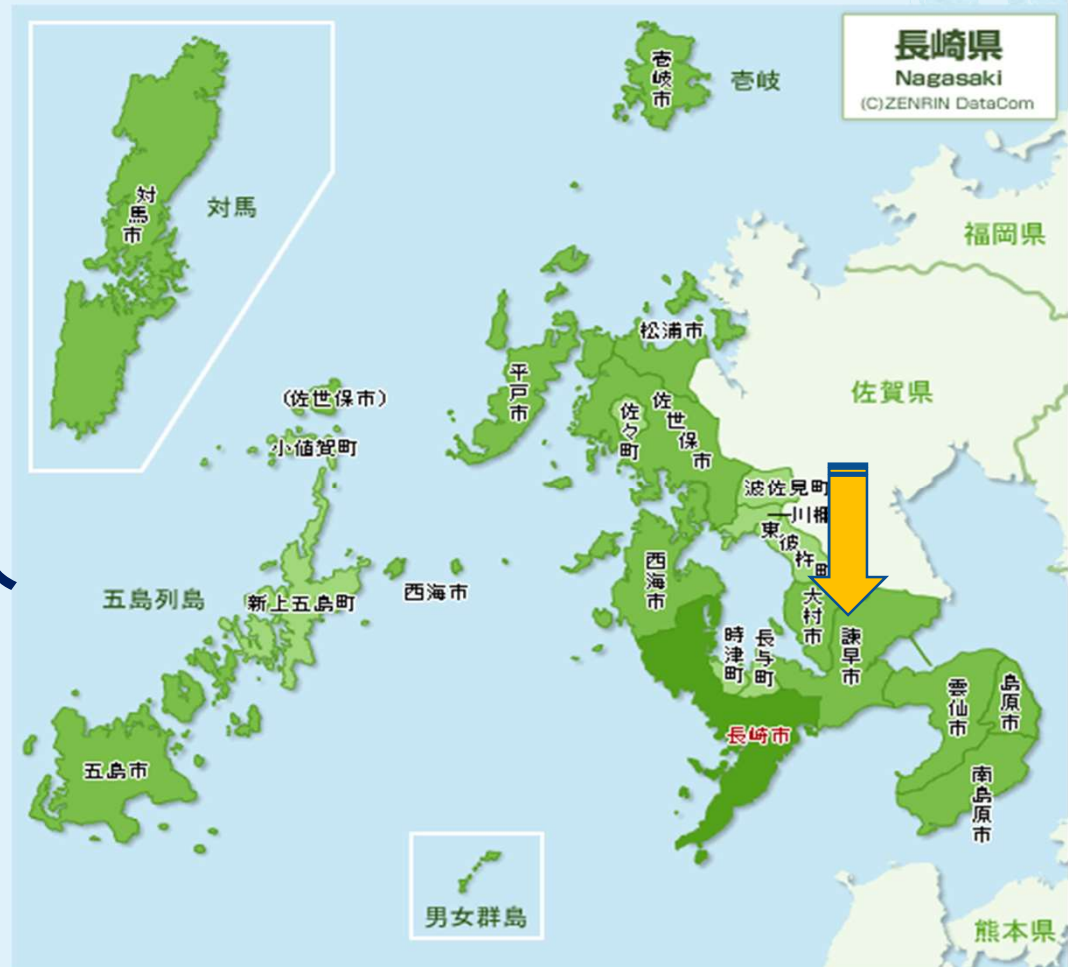 長崎県
Nagasaki
(C)ZENRIN DataCom
壱岐市
壱岐
対馬市
対馬
福岡県
松浦市
平戸市
佐賀県
(佐世保市)
佐々町
佐世保市
小値賀町
波佐見町
川棚
東彼杵町
西海市
西海市
五島列島
新上五島町
大村市
諫早市
時津町
長与町
雲仙市
島原市
長崎市
五島市
南島原市
男女群島
熊本県